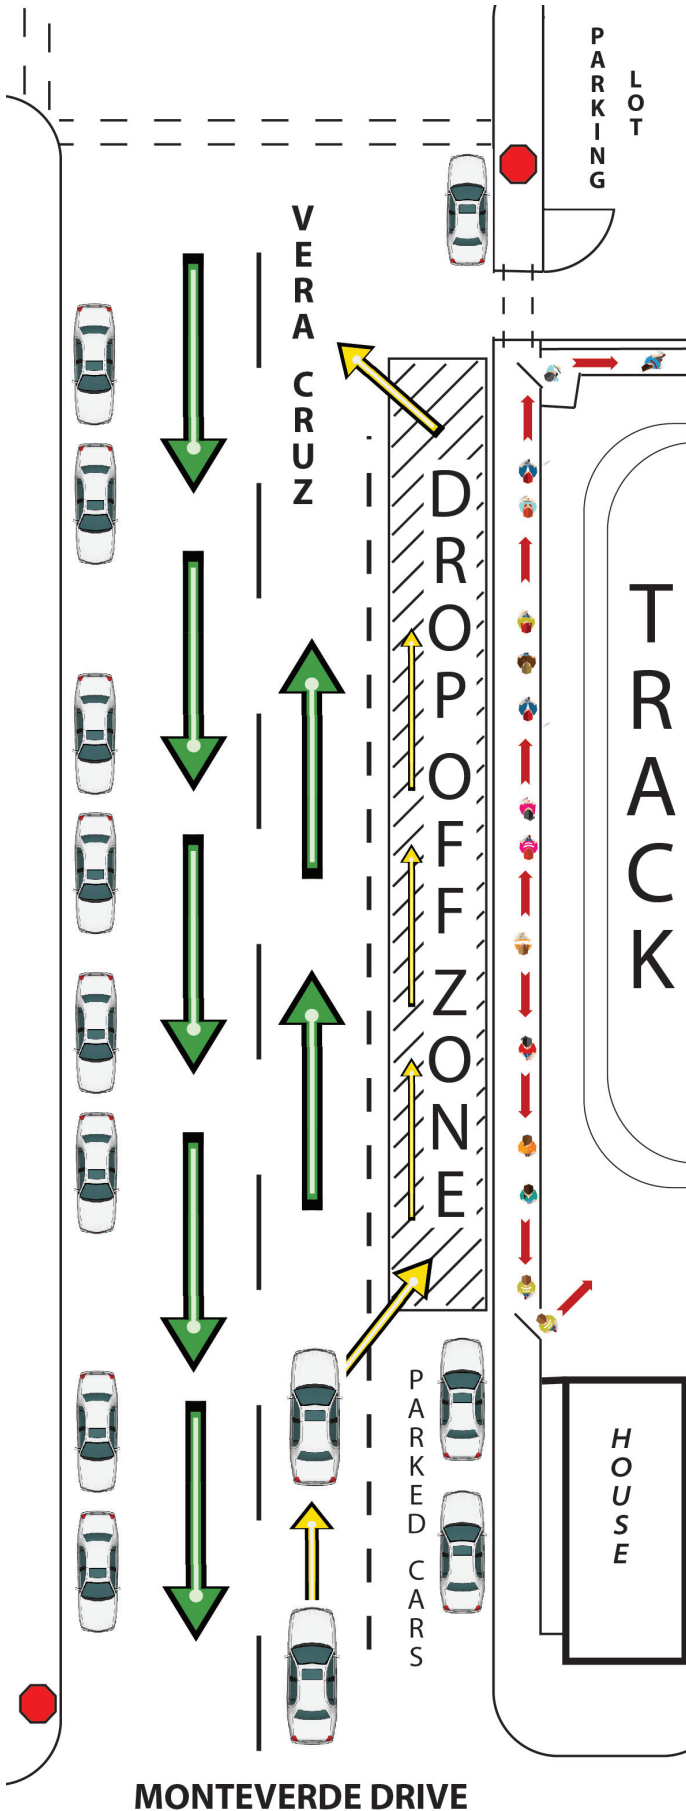 PARKING
LOT
VERA CRUZ
DROP OFF ZONE
TRACK
PARKED CARS
HOUSE
MONTEVERDE DRIVE